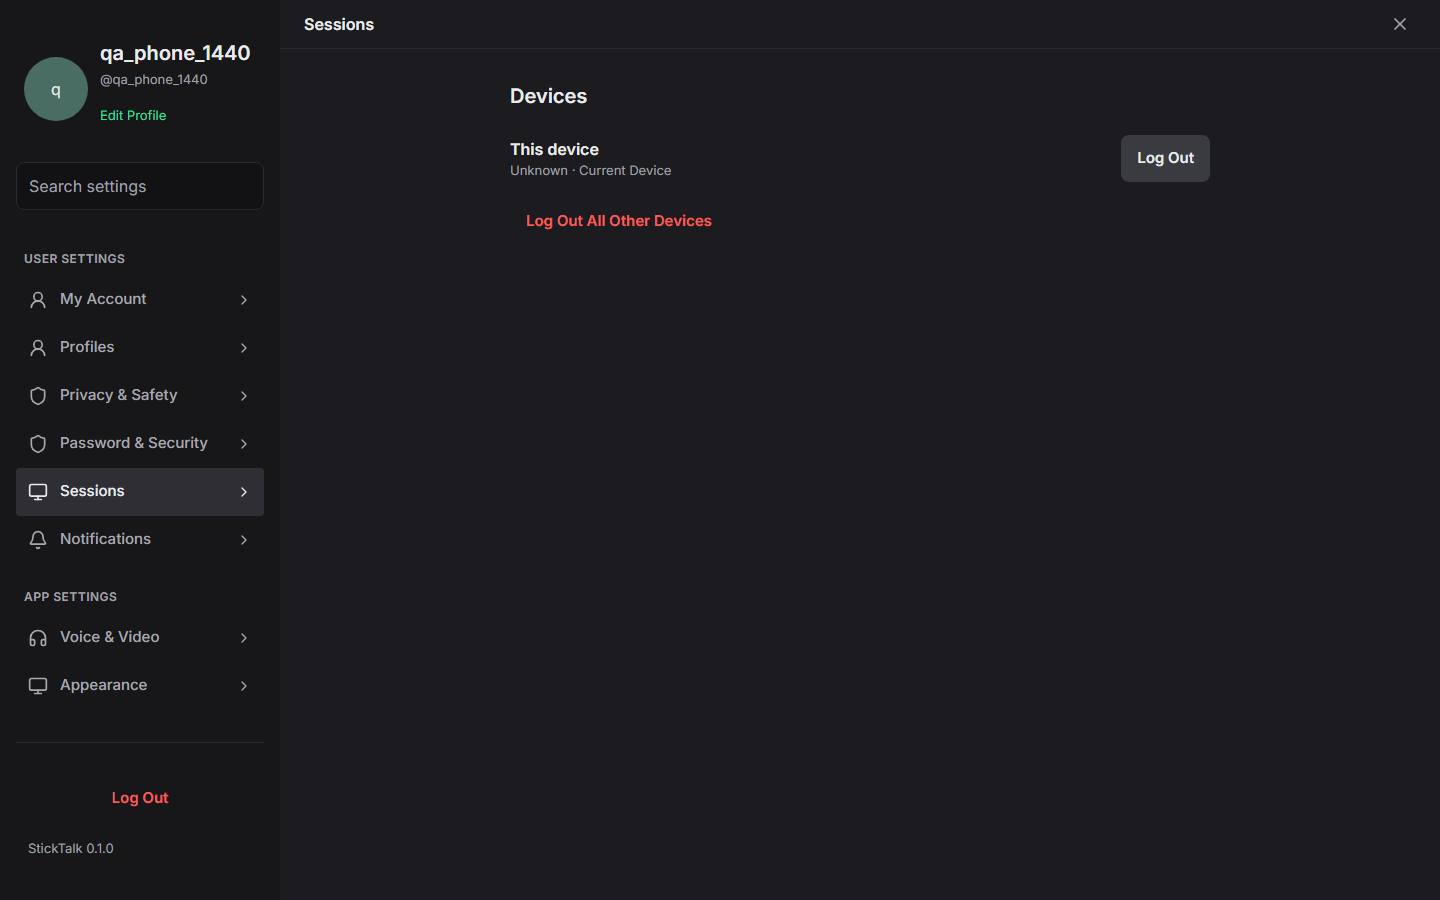 qa_phone_1440
@qa_phone_1440
Edit Profile
q
Search settings
USER SETTINGS
My Account
Profiles
Privacy & Safety
Password & Security
Sessions
Notifications
APP SETTINGS
Voice & Video
Appearance
Log Out
StickTalk 0.1.0
Sessions
Devices
This device
Unknown · Current Device
Log Out
Log Out All Other Devices